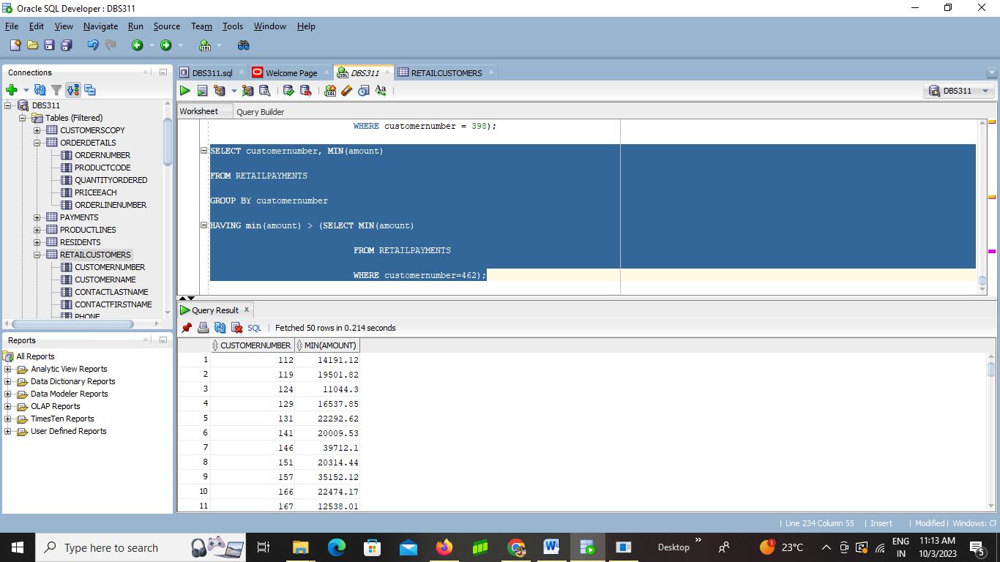 Oracle SQL Developer : DBS311
File Edit View Navigate Run Source Team Tools Window Help
Connections
DBS311
Tables (Filtered)
CUSTOMERSCOPY
ORDERDETAILS
ORDERNUMBER
PRODUCTCODE
QUANTITYORDERED
PRICEEACH
ORDERLINENUMBER
PAYMENTS
PRODUCTLINES
RESIDENTS
RETAILCUSTOMERS
CUSTOMERNUMBER
CUSTOMERNAME
CONTACTLASTNAME
CONTACTFIRSTNAME
PHONE
Reports
All Reports
Analytic View Reports
Data Dictionary Reports
Data Modeler Reports
OLAP Reports
TimesTen Reports
User Defined Reports
DBS311.sql Welcome Page DBS311 RETAILCUSTOMERS
DBS311
Worksheet Query Builder
WHERE customernumber = 398);
SELECT customernumber, MIN(amount)
FROM RETAILPAYMENTS
GROUP BY customernumber
HAVING min(amount) > (SELECT MIN(amount)
FROM RETAILPAYMENTS
WHERE customernumber=462);
Query Result x
SQL | Fetched 50 rows in 0.214 seconds
CUSTOMERNUMBER MIN(AMOUNT)
1 112 14191.12
2 119 19501.82
3 124 11044.3
4 129 16537.85
5 131 22292.62
6 141 20009.53
7 146 39712.1
8 151 20314.44
9 157 35152.12
10 166 22474.17
11 167 12538.01
| Line 234 Column 55 | Insert | Modified | Windows: CF
Type here to search
Desktop
23°C
ENG
IN
11:13 AM
10/3/2023
5